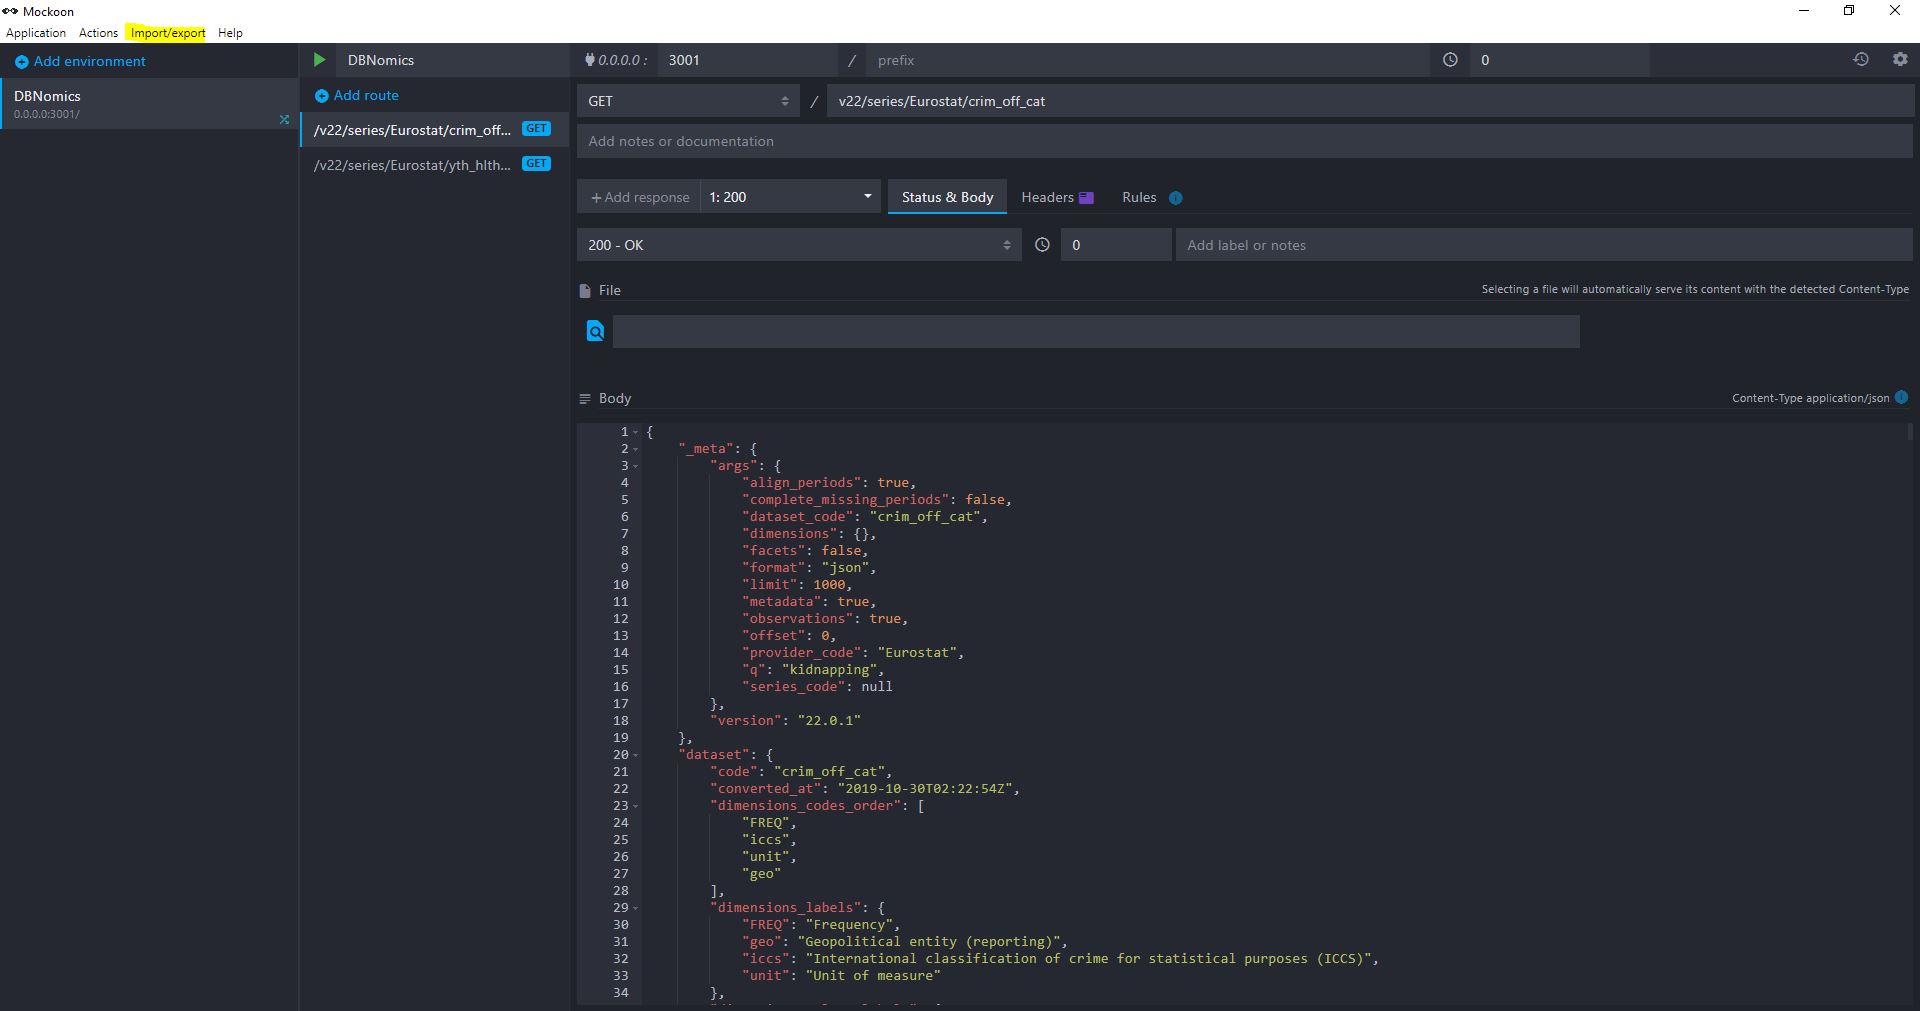 Mockoon
Application Actions Import/export Help
Add environment
DBNomics
0.0.0.0:3001/
DBNomics
0.0.0.0 : 3001 / prefix 0
Add route
/v22/series/Eurostat/crim_off... GET
/v22/series/Eurostat/yth_hlth... GET
GET / v22/series/Eurostat/crim_off_cat
Add notes or documentation
+ Add response 1: 200 Status & Body Headers Rules
200 - OK 0 Add label or notes
File Selecting a file will automatically serve its content with the detected Content-Type
Body Content-Type application/json
1 {
2 "_meta": {
3 "args": {
4 "align_periods": true,
5 "complete_missing_periods": false,
6 "dataset_code": "crim_off_cat",
7 "dimensions": {},
8 "facets": false,
9 "format": "json",
10 "limit": 1000,
11 "metadata": true,
12 "observations": true,
13 "offset": 0,
14 "provider_code": "Eurostat",
15 "q": "kidnapping",
16 "series_code": null
17 },
18 "version": "22.0.1"
19 },
20 "dataset": {
21 "code": "crim_off_cat",
22 "converted_at": "2019-10-30T02:22:54Z",
23 "dimensions_codes_order": [
24 "FREQ",
25 "iccs",
26 "unit",
27 "geo"
28 ],
29 "dimensions_labels": {
30 "FREQ": "Frequency",
31 "geo": "Geopolitical entity (reporting)",
32 "iccs": "International classification of crime for statistical purposes (ICCS)",
33 "unit": "Unit of measure"
34 },